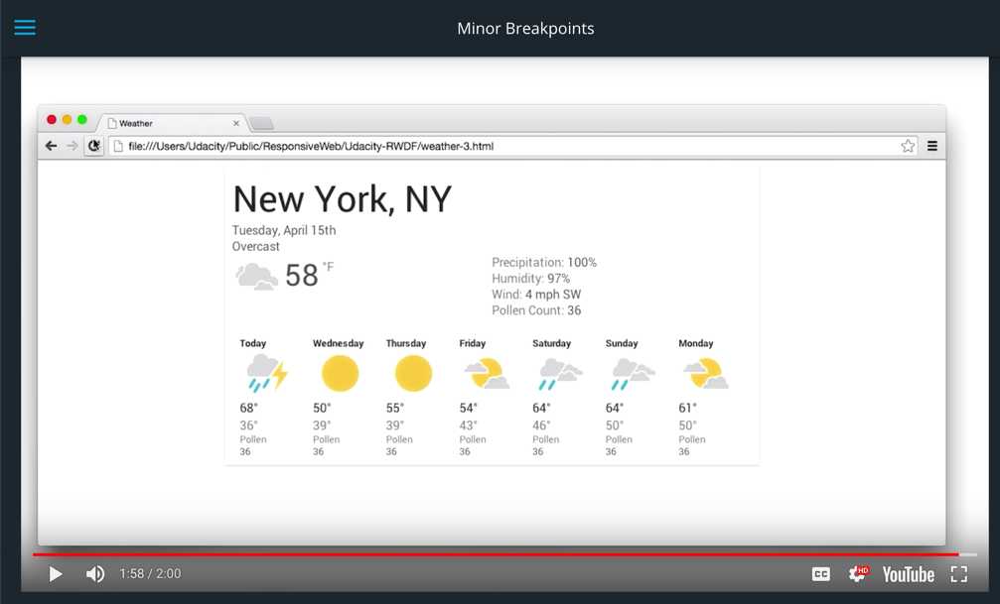 Minor Breakpoints
Weather
file:///Users/Udacity/Public/ResponsiveWeb/Udacity-RWDF/weather-3.html
New York, NY
Tuesday, April 15th
Overcast
58 °F
Precipitation: 100%
Humidity: 97%
Wind: 4 mph SW
Pollen Count: 36
Today Wednesday Thursday Friday Saturday Sunday Monday
68° 50° 55° 54° 64° 64° 61°
36° 39° 39° 43° 46° 50° 50°
Pollen Pollen Pollen Pollen Pollen Pollen Pollen
36 36 36 36 36 36 36
1:58 / 2:00 CC HD YouTube